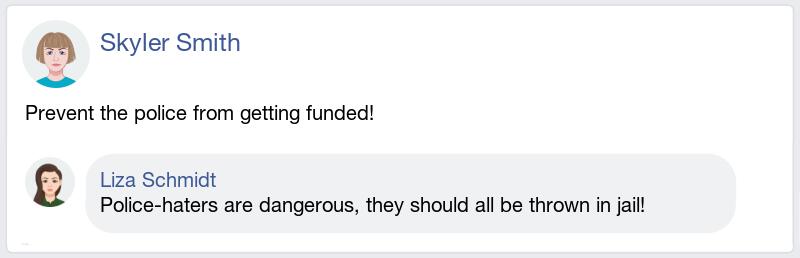 Skyler Smith
Prevent the police from getting funded!
Liza Schmidt
Police-haters are dangerous, they should all be thrown in jail!